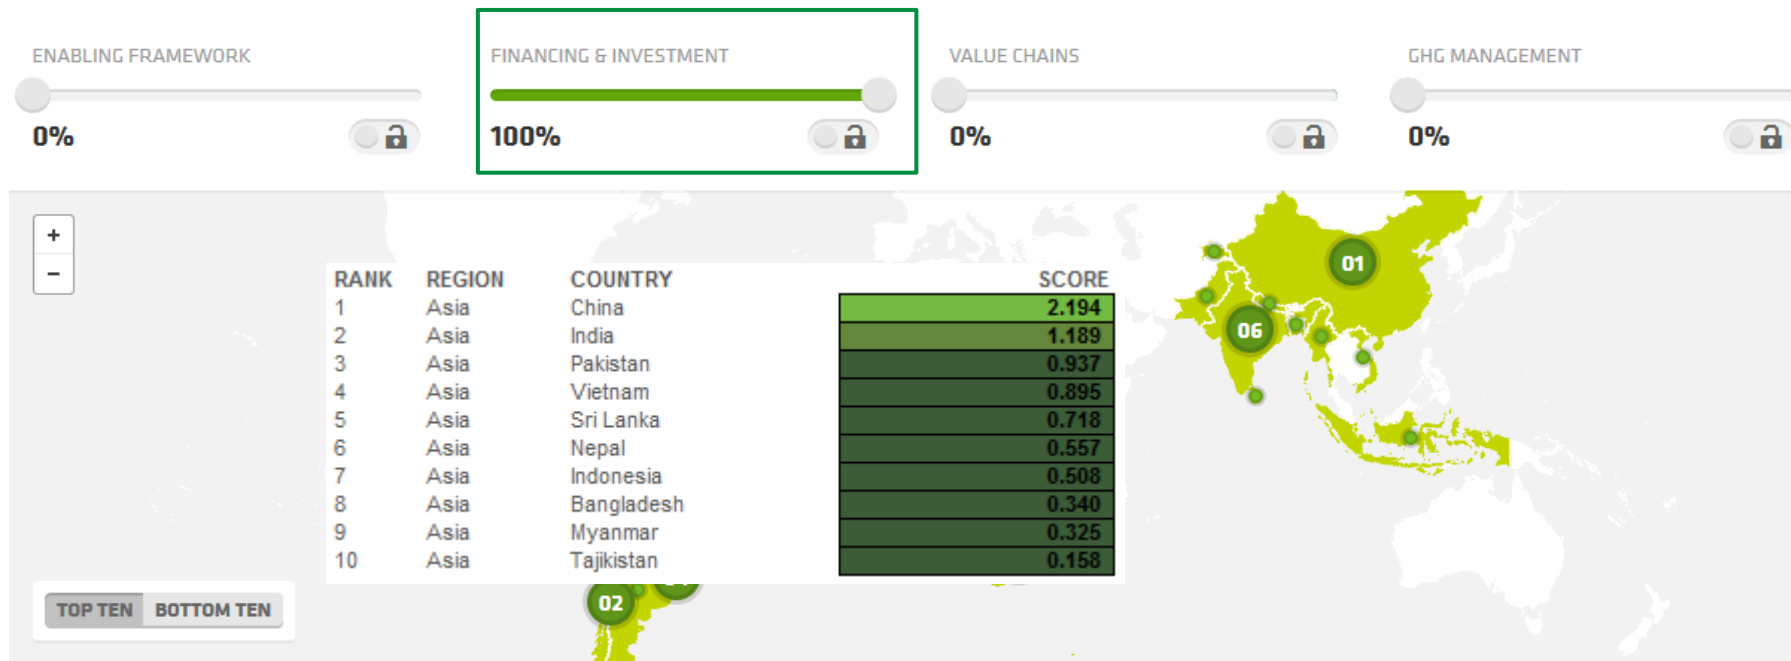 ENABLING FRAMEWORK
FINANCING & INVESTMENT
VALUE CHAINS
GHG MANAGEMENT
0%
100%
0%
0%
+
−
01
06
RANK REGION COUNTRY SCORE
1 Asia China 2.194
2 Asia India 1.189
3 Asia Pakistan 0.937
4 Asia Vietnam 0.895
5 Asia Sri Lanka 0.718
6 Asia Nepal 0.557
7 Asia Indonesia 0.508
8 Asia Bangladesh 0.340
9 Asia Myanmar 0.325
10 Asia Tajikistan 0.158
02
TOP TEN BOTTOM TEN